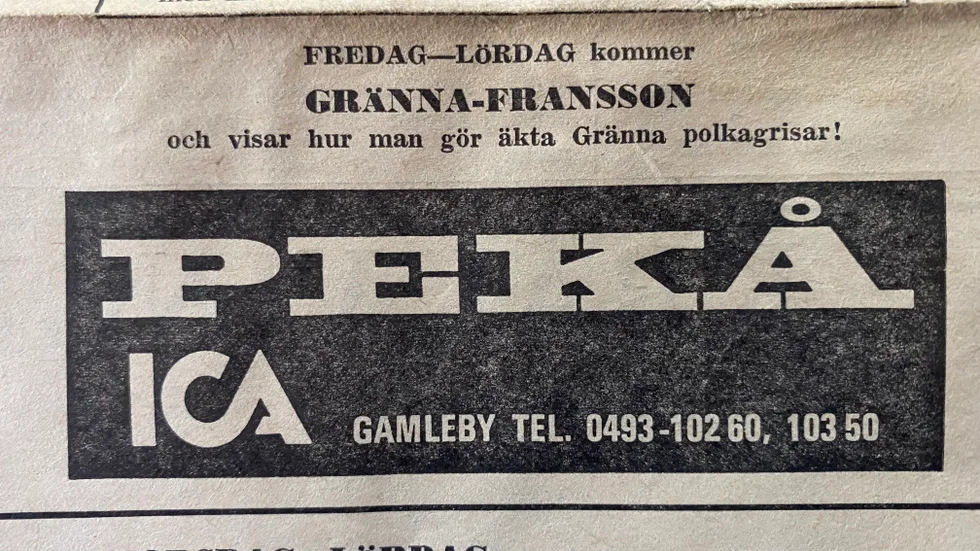 FREDAG—LÖRDAG kommer
GRÄNNA-FRANSSON
och visar hur man gör äkta Gränna polkagrisar!
PEKÅ
ICA
GAMLEBY TEL. 0493-102 60, 103 50